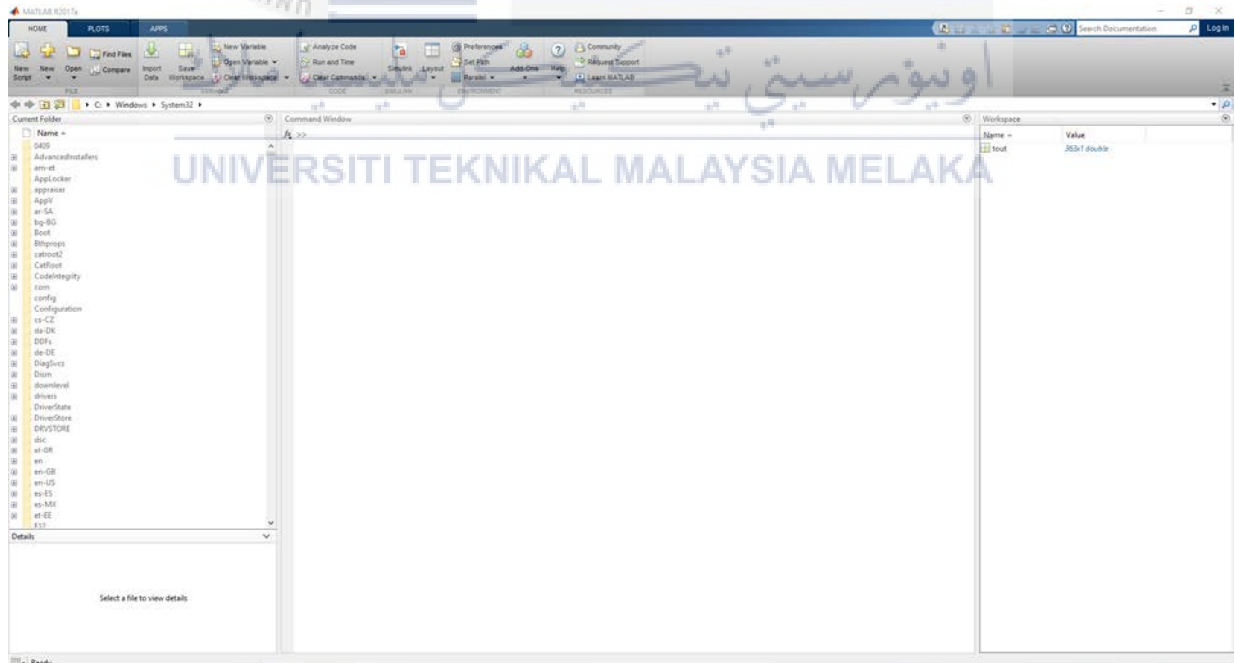 MATLAB R2017a
HOME PLOTS APPS
Search Documentation Log In
New Script
New
Open
Find Files
Compare
Import Data
Save Workspace
New Variable
Open Variable
Clear Workspace
Analyze Code
Run and Time
Clear Commands
Simulink
Layout
Preferences
Set Path
Parallel
Add-Ons
Help
Community
Request Support
Learn MATLAB
FILE CODE SIMULINK ENVIRONMENT RESOURCES
اونيۏرسيتي تيكنيكل مليسيا ملاك
C: Windows System32
Current Folder
Name
0409
AdvancedInstallers
am-et
AppLocker
appraiser
AppV
ar-SA
bg-BG
Boot
Bthprops
catroot2
CatRoot
CodeIntegrity
com
config
Configuration
cs-CZ
da-DK
DDFs
de-DE
DiagSvcs
Dism
downlevel
drivers
DriverState
DriverStore
DRVSTORE
dsc
el-GR
en
en-GB
en-US
es-ES
es-MX
et-EE
Details
Select a file to view details
Command Window
fx >>
Workspace
Name Value
tout 363x1 double
UNIVERSITI TEKNIKAL MALAYSIA MELAKA
Ready